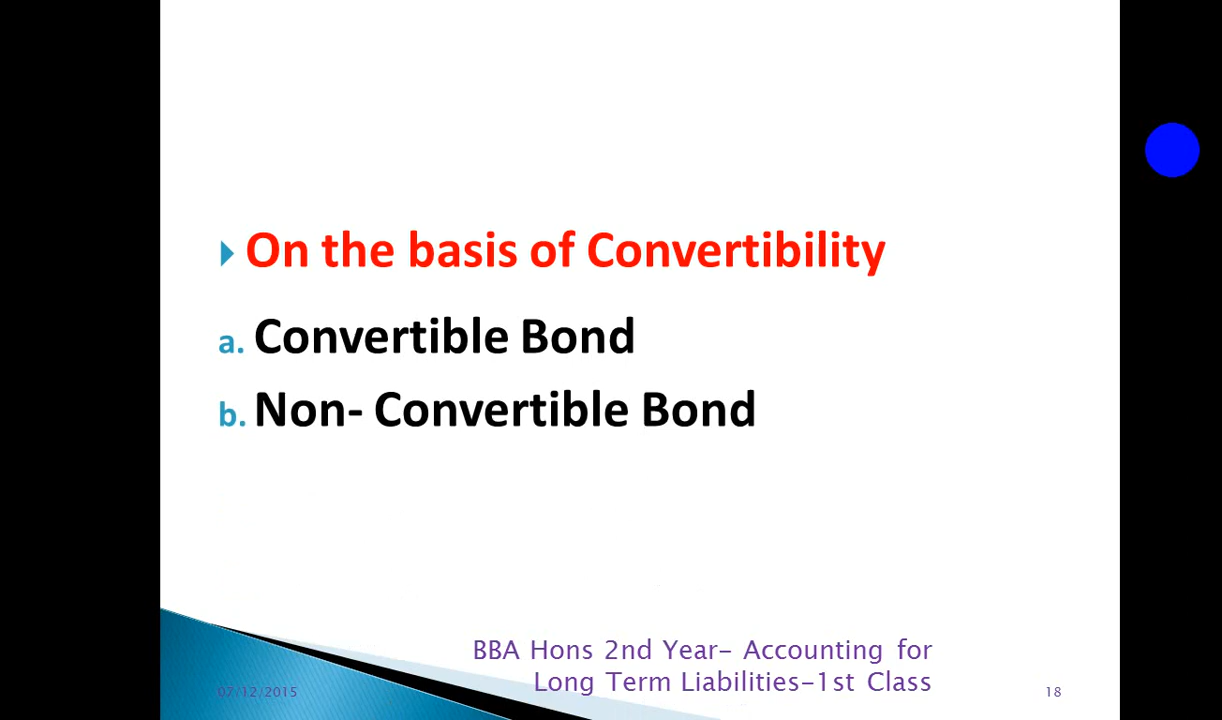 On the basis of Convertibility
a. Convertible Bond
b. Non- Convertible Bond
BBA Hons 2nd Year- Accounting for
Long Term Liabilities-1st Class
07/12/2015
18